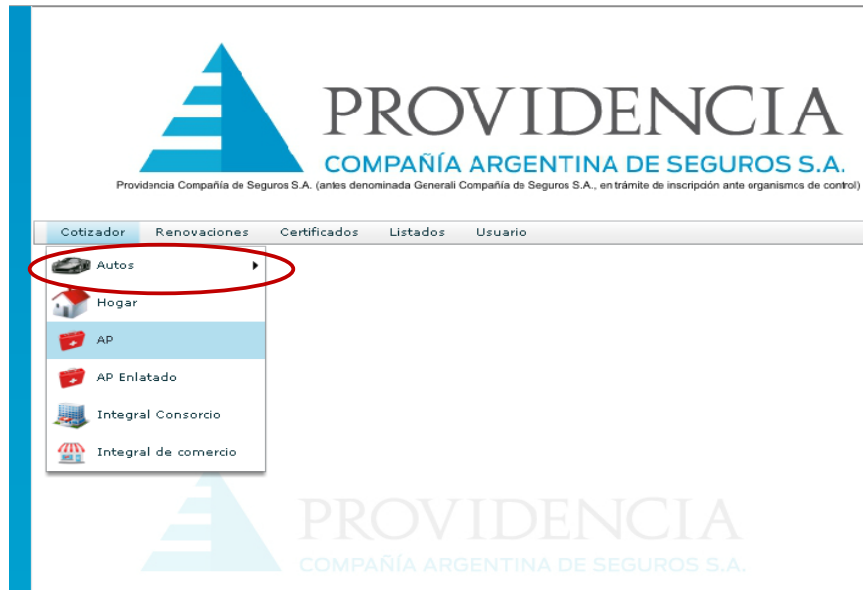 PROVIDENCIA
COMPAÑÍA ARGENTINA DE SEGUROS S.A.
Providencia Compañía de Seguros S.A. (antes denominada Generali Compañía de Seguros S.A., en trámite de inscripción ante organismos de control)
Cotizador Renovaciones Certificados Listados Usuario
Autos
Hogar
AP
AP Enlatado
Integral Consorcio
Integral de comercio
PROVIDENCIA
COMPAÑÍA ARGENTINA DE SEGUROS S.A.